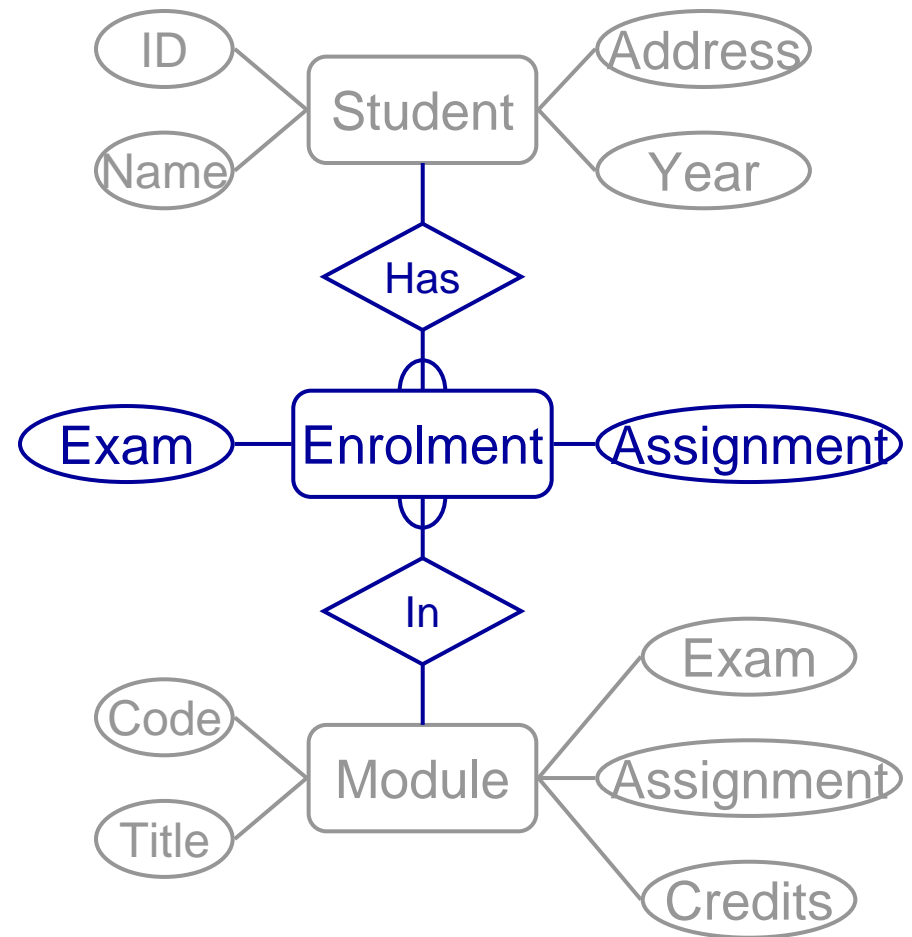 ID
Address
Student
Name
Year
Has
Exam
Enrolment
Assignment
In
Exam
Code
Module
Assignment
Title
Credits